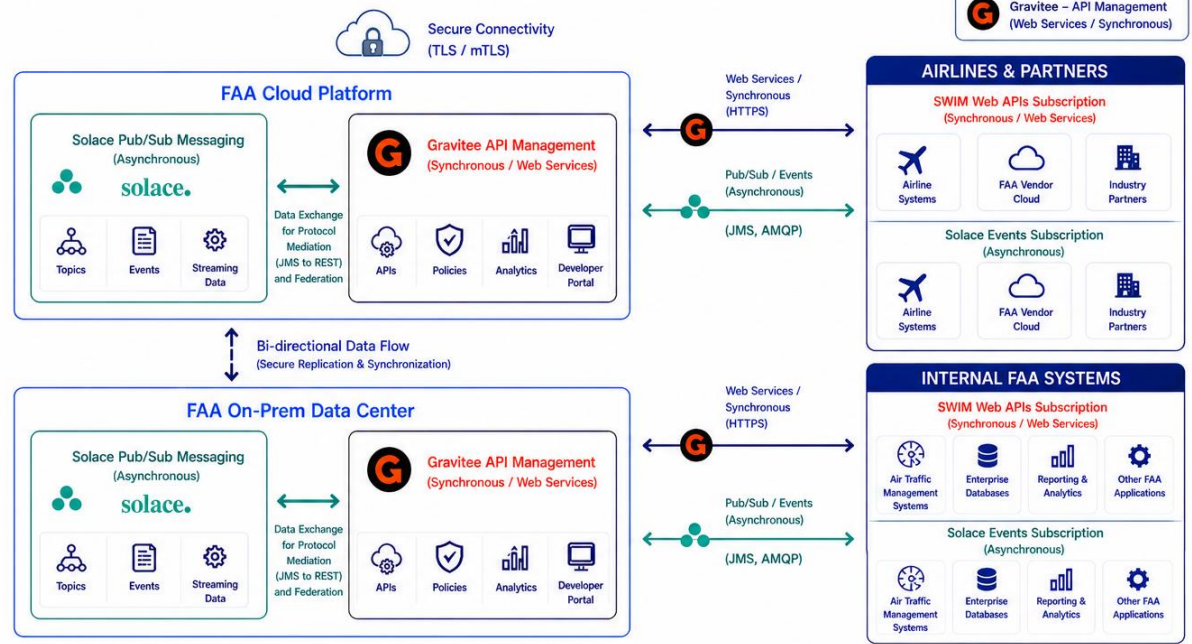 Secure Connectivity
(TLS / mTLS)
Gravitee – API Management
(Web Services / Synchronous)
FAA Cloud Platform
Solace Pub/Sub Messaging
(Asynchronous)
solace.
Topics
Events
Streaming
Data
Data Exchange
for Protocol
Mediation
(JMS to REST)
and Federation
G
Gravitee API Management
(Synchronous / Web Services)
APIs
Policies
Analytics
Developer
Portal
Web Services /
Synchronous
(HTTPS)
G
Pub/Sub / Events
(Asynchronous)
(JMS, AMQP)
AIRLINES & PARTNERS
SWIM Web APIs Subscription
(Synchronous / Web Services)
Airline
Systems
FAA Vendor
Cloud
Industry
Partners
Solace Events Subscription
(Asynchronous)
Airline
Systems
FAA Vendor
Cloud
Industry
Partners
Bi-directional Data Flow
(Secure Replication & Synchronization)
FAA On-Prem Data Center
Solace Pub/Sub Messaging
(Asynchronous)
solace.
Topics
Events
Streaming
Data
Data Exchange
for Protocol
Mediation
(JMS to REST)
and Federation
G
Gravitee API Management
(Synchronous / Web Services)
APIs
Policies
Analytics
Developer
Portal
Web Services /
Synchronous
(HTTPS)
G
Pub/Sub / Events
(Asynchronous)
(JMS, AMQP)
INTERNAL FAA SYSTEMS
SWIM Web APIs Subscription
(Synchronous / Web Services)
Air Traffic
Management
Systems
Enterprise
Databases
Reporting &
Analytics
Other FAA
Applications
Solace Events Subscription
(Asynchronous)
Air Traffic
Management
Systems
Enterprise
Databases
Reporting &
Analytics
Other FAA
Applications